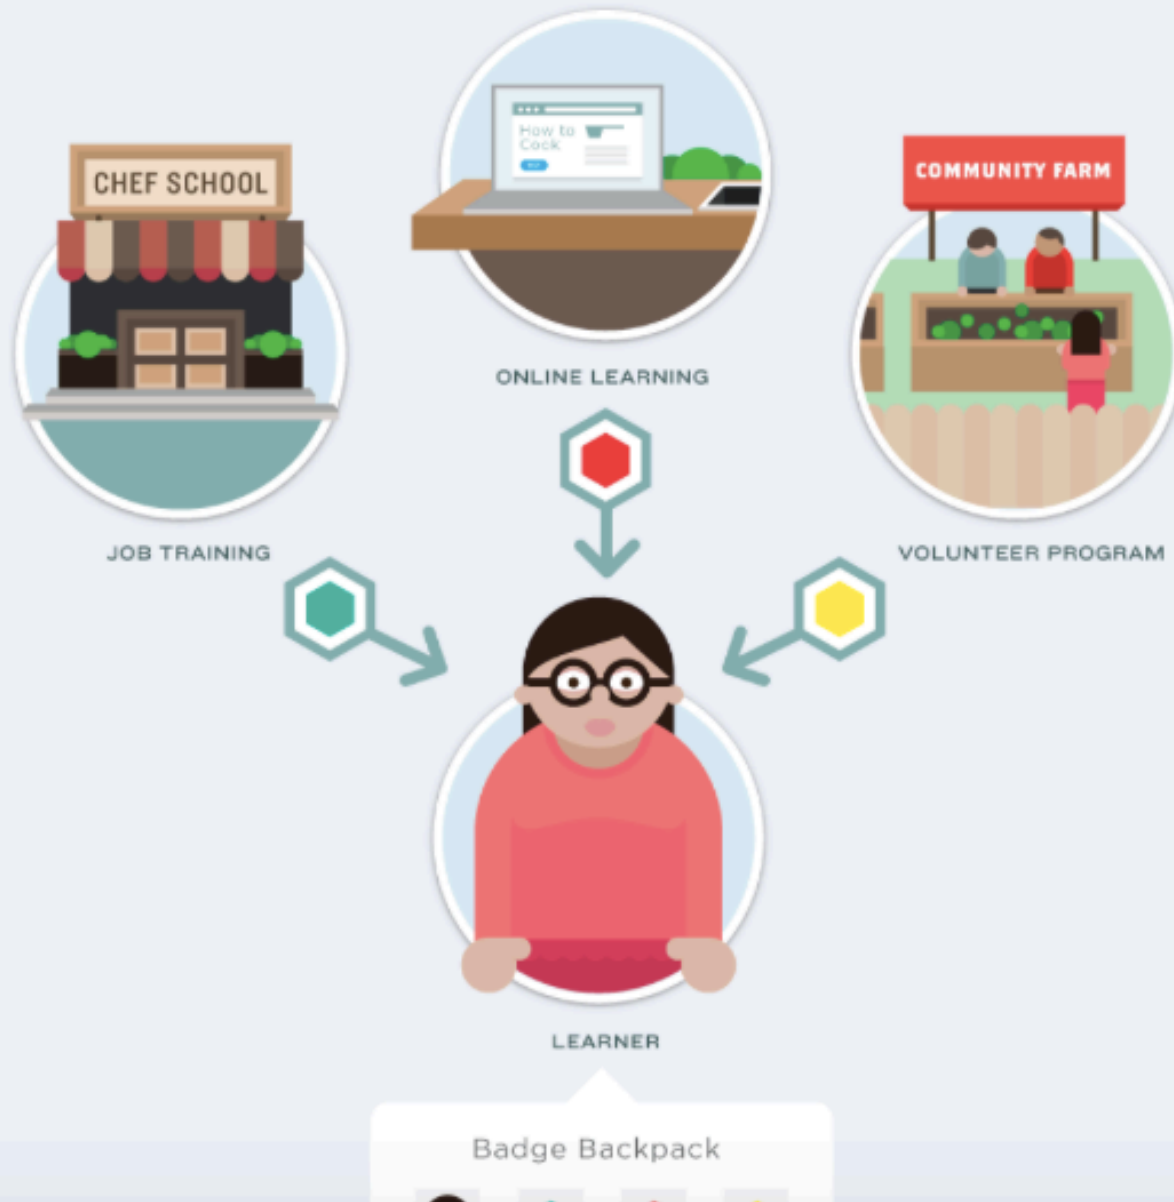 CHEF SCHOOL
How to
Cook
COMMUNITY FARM
ONLINE LEARNING
JOB TRAINING
VOLUNTEER PROGRAM
LEARNER
Badge Backpack